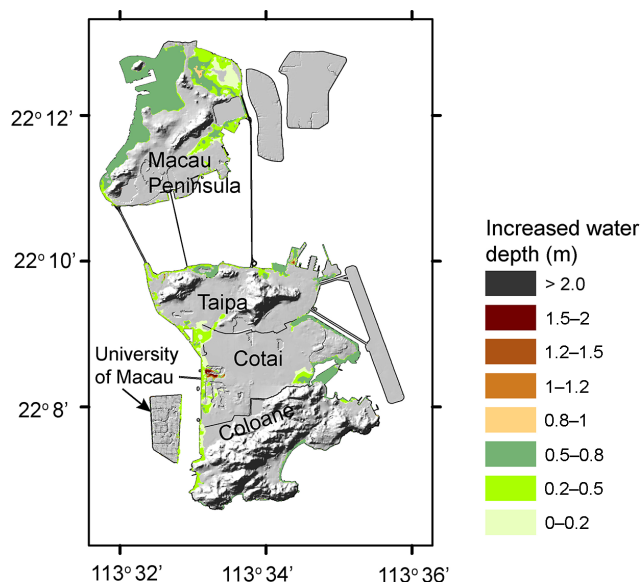 22° 12'
Macau
Peninsula
22° 10'
Taipa
University
of Macau
Cotai
22° 8'
Coloane
113° 32'
113° 34'
113° 36'
Increased water
depth (m)
> 2.0
1.5–2
1.2–1.5
1–1.2
0.8–1
0.5–0.8
0.2–0.5
0–0.2